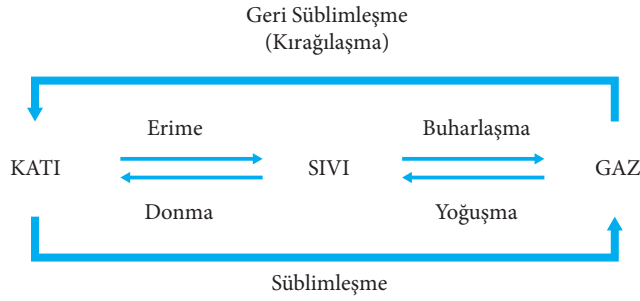 Geri Süblimleşme
(Kırağılaşma)
Erime
Buharlaşma
KATI
SIVI
GAZ
Donma
Yoğuşma
Süblimleşme